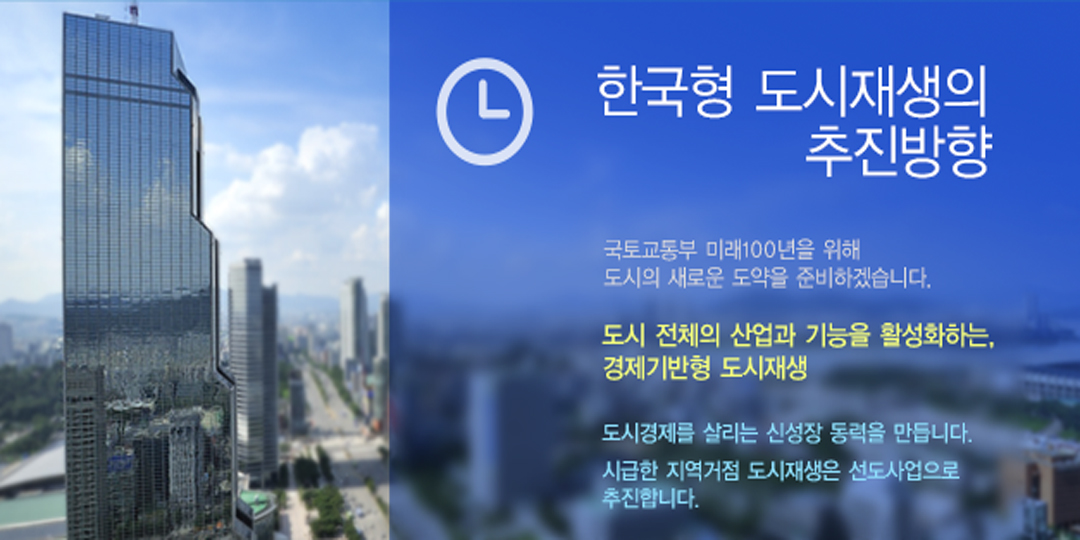 한국형 도시재생의
추진방향
국토교통부 미래100년을 위해
도시의 새로운 도약을 준비하겠습니다.
도시 전체의 산업과 기능을 활성화하는,
경제기반형 도시재생
도시경제를 살리는 신성장 동력을 만듭니다.
시급한 지역거점 도시재생은 선도사업으로
추진합니다.